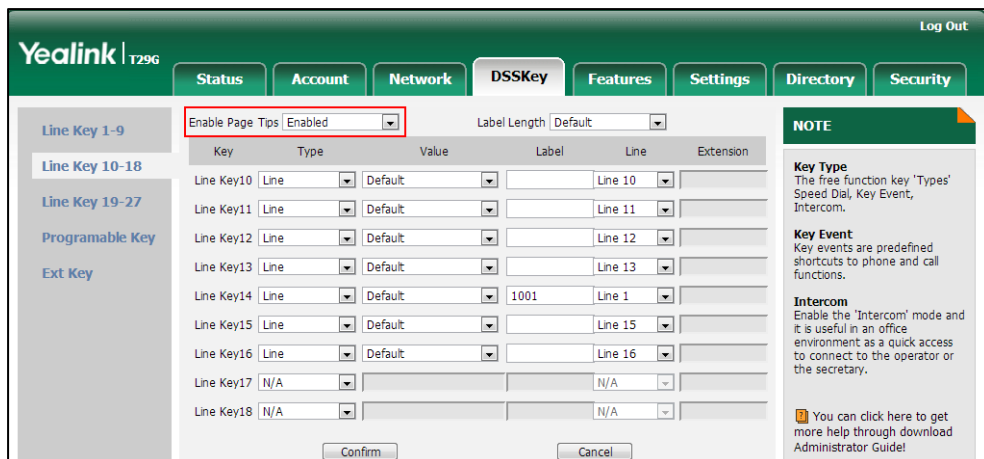 Log Out
Yealink | T29G
Status Account Network DSSKey Features Settings Directory Security
Line Key 1-9
Line Key 10-18
Line Key 19-27
Programable Key
Ext Key
Enable Page Tips Enabled Label Length Default
Key Type Value Label Line Extension
Line Key10 Line Default Line 10
Line Key11 Line Default Line 11
Line Key12 Line Default Line 12
Line Key13 Line Default Line 13
Line Key14 Line Default 1001 Line 1
Line Key15 Line Default Line 15
Line Key16 Line Default Line 16
Line Key17 N/A N/A
Line Key18 N/A N/A
Confirm Cancel
NOTE
Key Type
The free function key 'Types'
Speed Dial, Key Event,
Intercom.
Key Event
Key events are predefined
shortcuts to phone and call
functions.
Intercom
Enable the 'Intercom' mode and
it is useful in an office
environment as a quick access
to connect to the operator or
the secretary.
? You can click here to get
more help through download
Administrator Guide!